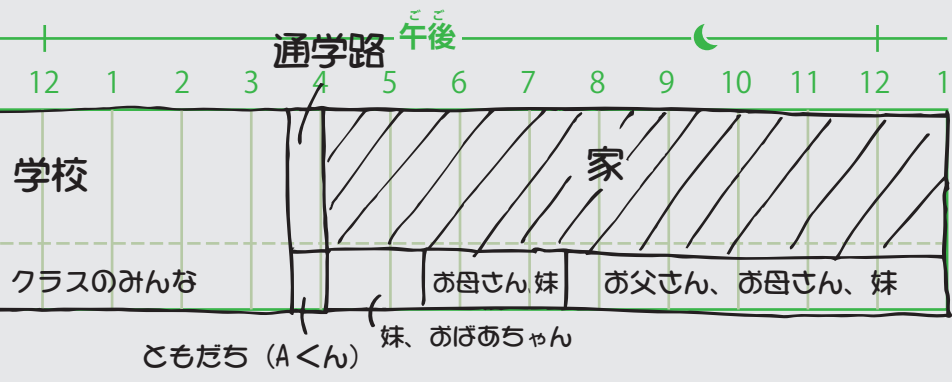 ごご
午後
通学路
12 1 2 3 4 5 6 7 8 9 10 11 12 1
学校
家
クラスのみんな
お母さん、妹
お父さん、お母さん、妹
妹、おばあちゃん
ともだち（Aくん）